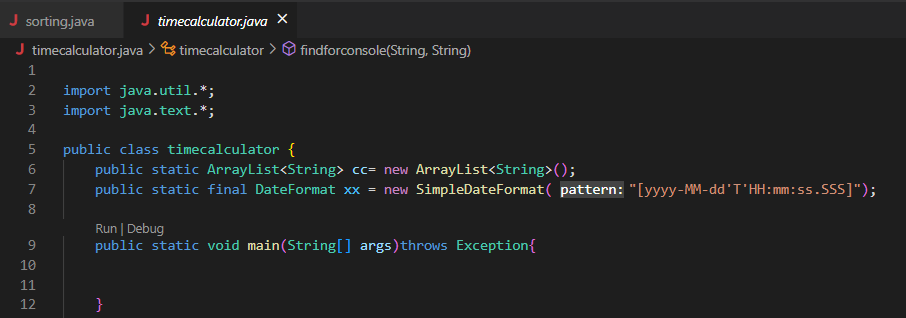 J sorting.java J timecalculator.java ×
J timecalculator.java > timecalculator > findforconsole(String, String)
1
2 import java.util.*;
3 import java.text.*;
4
5 public class timecalculator {
6 public static ArrayList<String> cc= new ArrayList<String>();
7 public static final DateFormat xx = new SimpleDateFormat( pattern: "[yyyy-MM-dd'T'HH:mm:ss.SSS]");
8
Run | Debug
9 public static void main(String[] args)throws Exception{
10
11
12 }